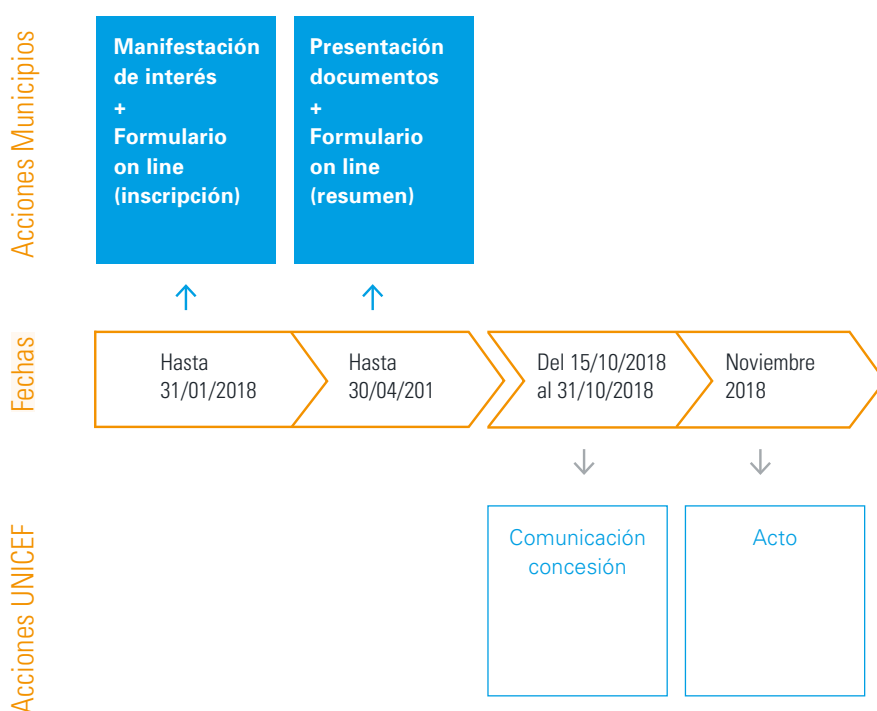 Acciones Municipios
Manifestación
de interés
+
Formulario
on line
(inscripción)
Presentación
documentos
+
Formulario
on line
(resumen)
Fechas
Hasta
31/01/2018
Hasta
30/04/201
Del 15/10/2018
al 31/10/2018
Noviembre
2018
Acciones UNICEF
Comunicación
concesión
Acto